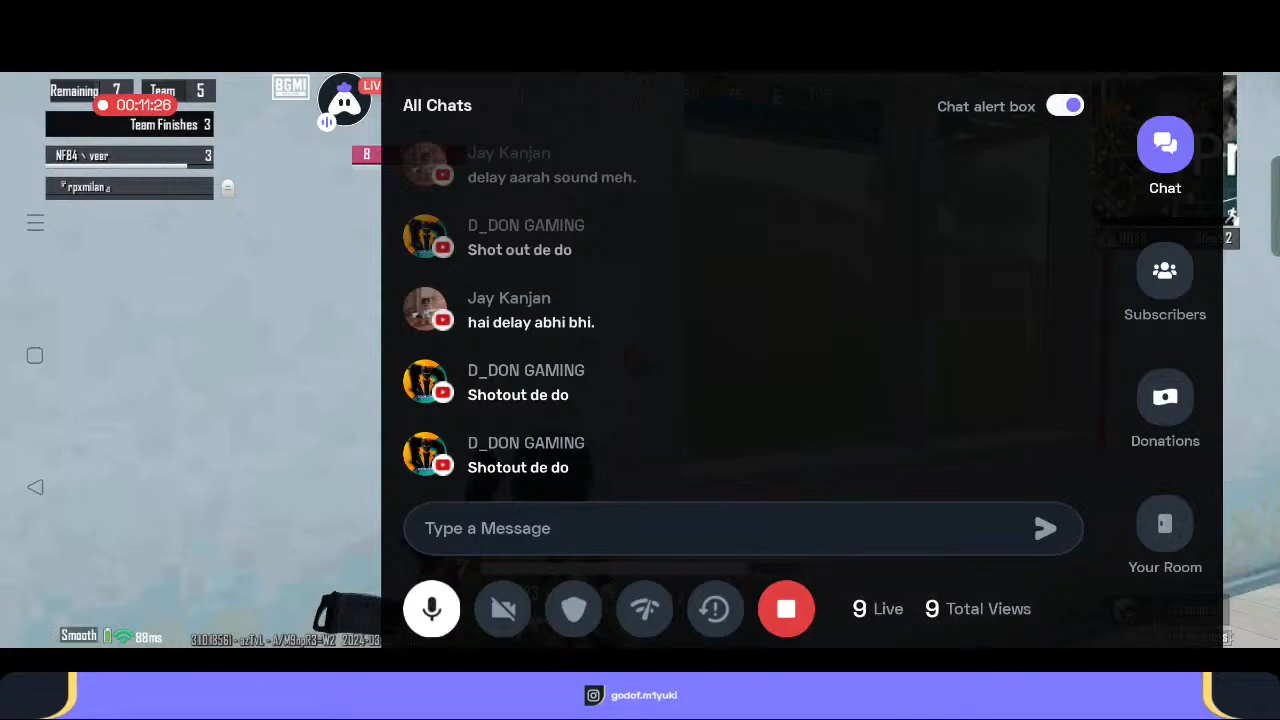 Remaining 7 Team 5
00:11:26
Team Finishes 3
NF84 \ veer 3
rpxmilan
BGMI
LIV
8
All Chats
Chat alert box
Jay Kanjan
delay aarah sound meh.
D_DON GAMING
Shot out de do
Jay Kanjan
hai delay abhi bhi.
D_DON GAMING
Shotout de do
D_DON GAMING
Shotout de do
Type a Message
9 Live 9 Total Views
Chat
Subscribers
Donations
Your Room
2
Smooth 88ms
godof.m1yuki